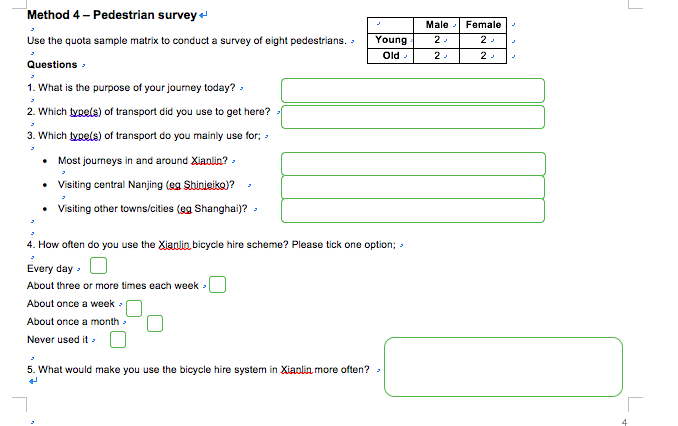 Method 4 – Pedestrian survey
Male Female
Use the quota sample matrix to conduct a survey of eight pedestrians.
Young 2 2
Old 2 2
Questions
1. What is the purpose of your journey today?
2. Which type(s) of transport did you use to get here?
3. Which type(s) of transport do you mainly use for;
• Most journeys in and around Xianlin?
• Visiting central Nanjing (eg Shinjeiko)?
• Visiting other towns/cities (eg Shanghai)?
4. How often do you use the Xianlin bicycle hire scheme? Please tick one option;
Every day
About three or more times each week
About once a week
About once a month
Never used it
5. What would make you use the bicycle hire system in Xianlin more often?
4